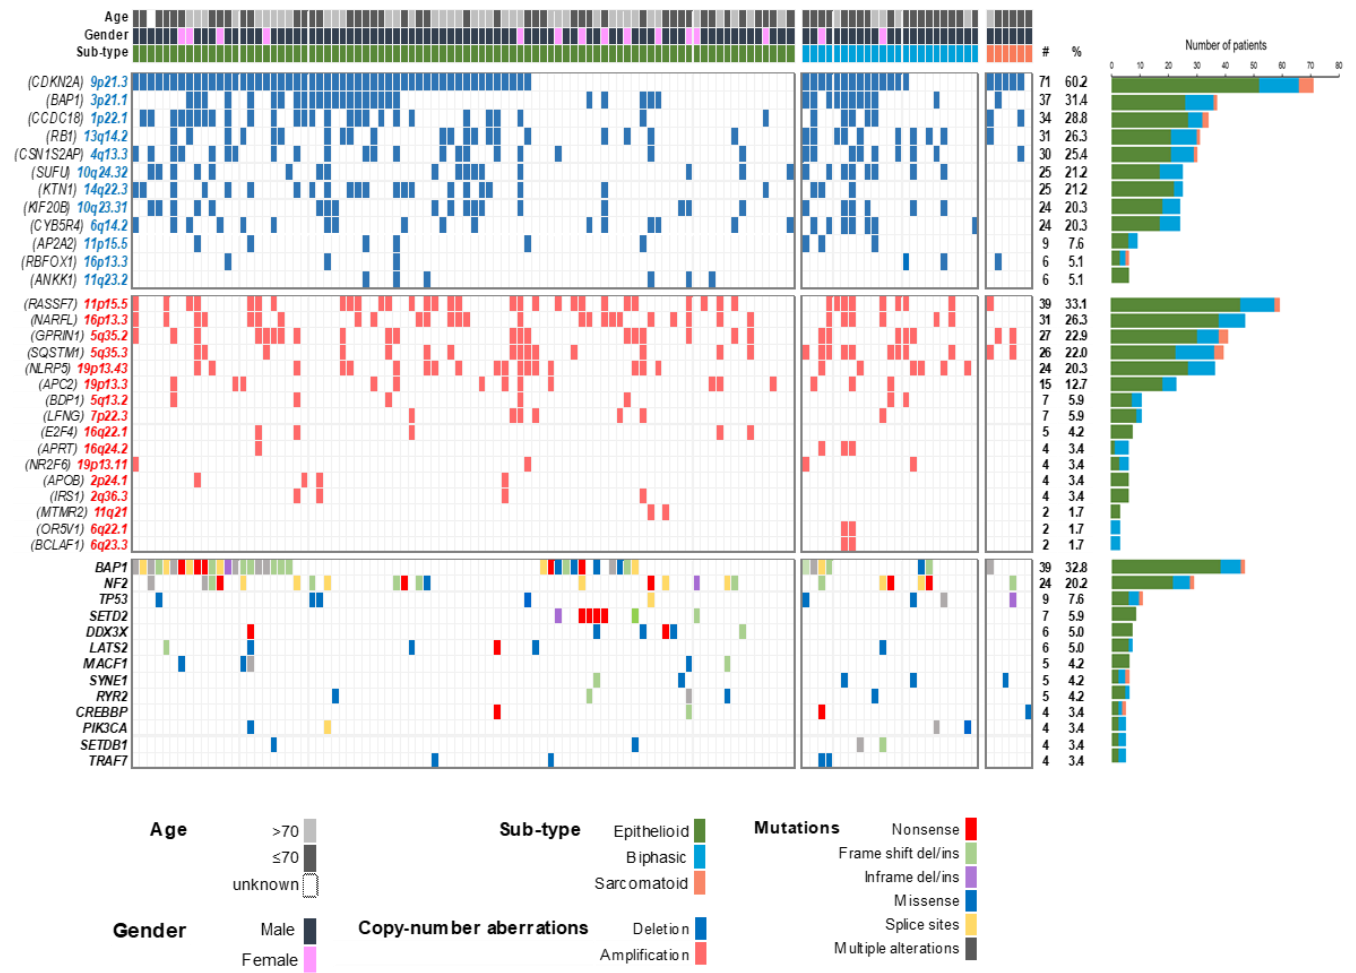 Age
Gender
Sub-type # %
Number of patients
0 10 20 30 40 50 60 70 80
(CDKN2A) 9p21.3 71 60.2
(BAP1) 3p21.1 37 31.4
(CCDC18) 1p22.1 34 28.8
(RB1) 13q14.2 31 26.3
(CSN1S2AP) 4q13.3 30 25.4
(SUFU) 10q24.32 25 21.2
(KTN1) 14q22.3 25 21.2
(KIF20B) 10q23.31 24 20.3
(CYB5R4) 6q14.2 24 20.3
(AP2A2) 11p15.5 9 7.6
(RBFOX1) 16p13.3 6 5.1
(ANKK1) 11q23.2 6 5.1
(RASSF7) 11p15.5 39 33.1
(NARFL) 16p13.3 31 26.3
(GPRIN1) 5q35.2 27 22.9
(SQSTM1) 5q35.3 26 22.0
(NLRP5) 19p13.43 24 20.3
(APC2) 19p13.3 15 12.7
(BDP1) 5q13.2 7 5.9
(LFNG) 7p22.3 7 5.9
(E2F4) 16q22.1 5 4.2
(APRT) 16q24.2 4 3.4
(NR2F6) 19p13.11 4 3.4
(APOB) 2p24.1 4 3.4
(IRS1) 2q36.3 4 3.4
(MTMR2) 11q21 2 1.7
(OR5V1) 6q22.1 2 1.7
(BCLAF1) 6q23.3 2 1.7
BAP1 39 32.8
NF2 24 20.2
TP53 9 7.6
SETD2 7 5.9
DDX3X 6 5.0
LATS2 6 5.0
MACF1 5 4.2
SYNE1 5 4.2
RYR2 5 4.2
CREBBP 4 3.4
PIK3CA 4 3.4
SETDB1 4 3.4
TRAF7 4 3.4
Age >70
≤70
unknown
Gender Male
Female
Sub-type Epithelioid
Biphasic
Sarcomatoid
Copy-number aberrations Deletion
Amplification
Mutations Nonsense
Frame shift del/ins
Inframe del/ins
Missense
Splice sites
Multiple alterations